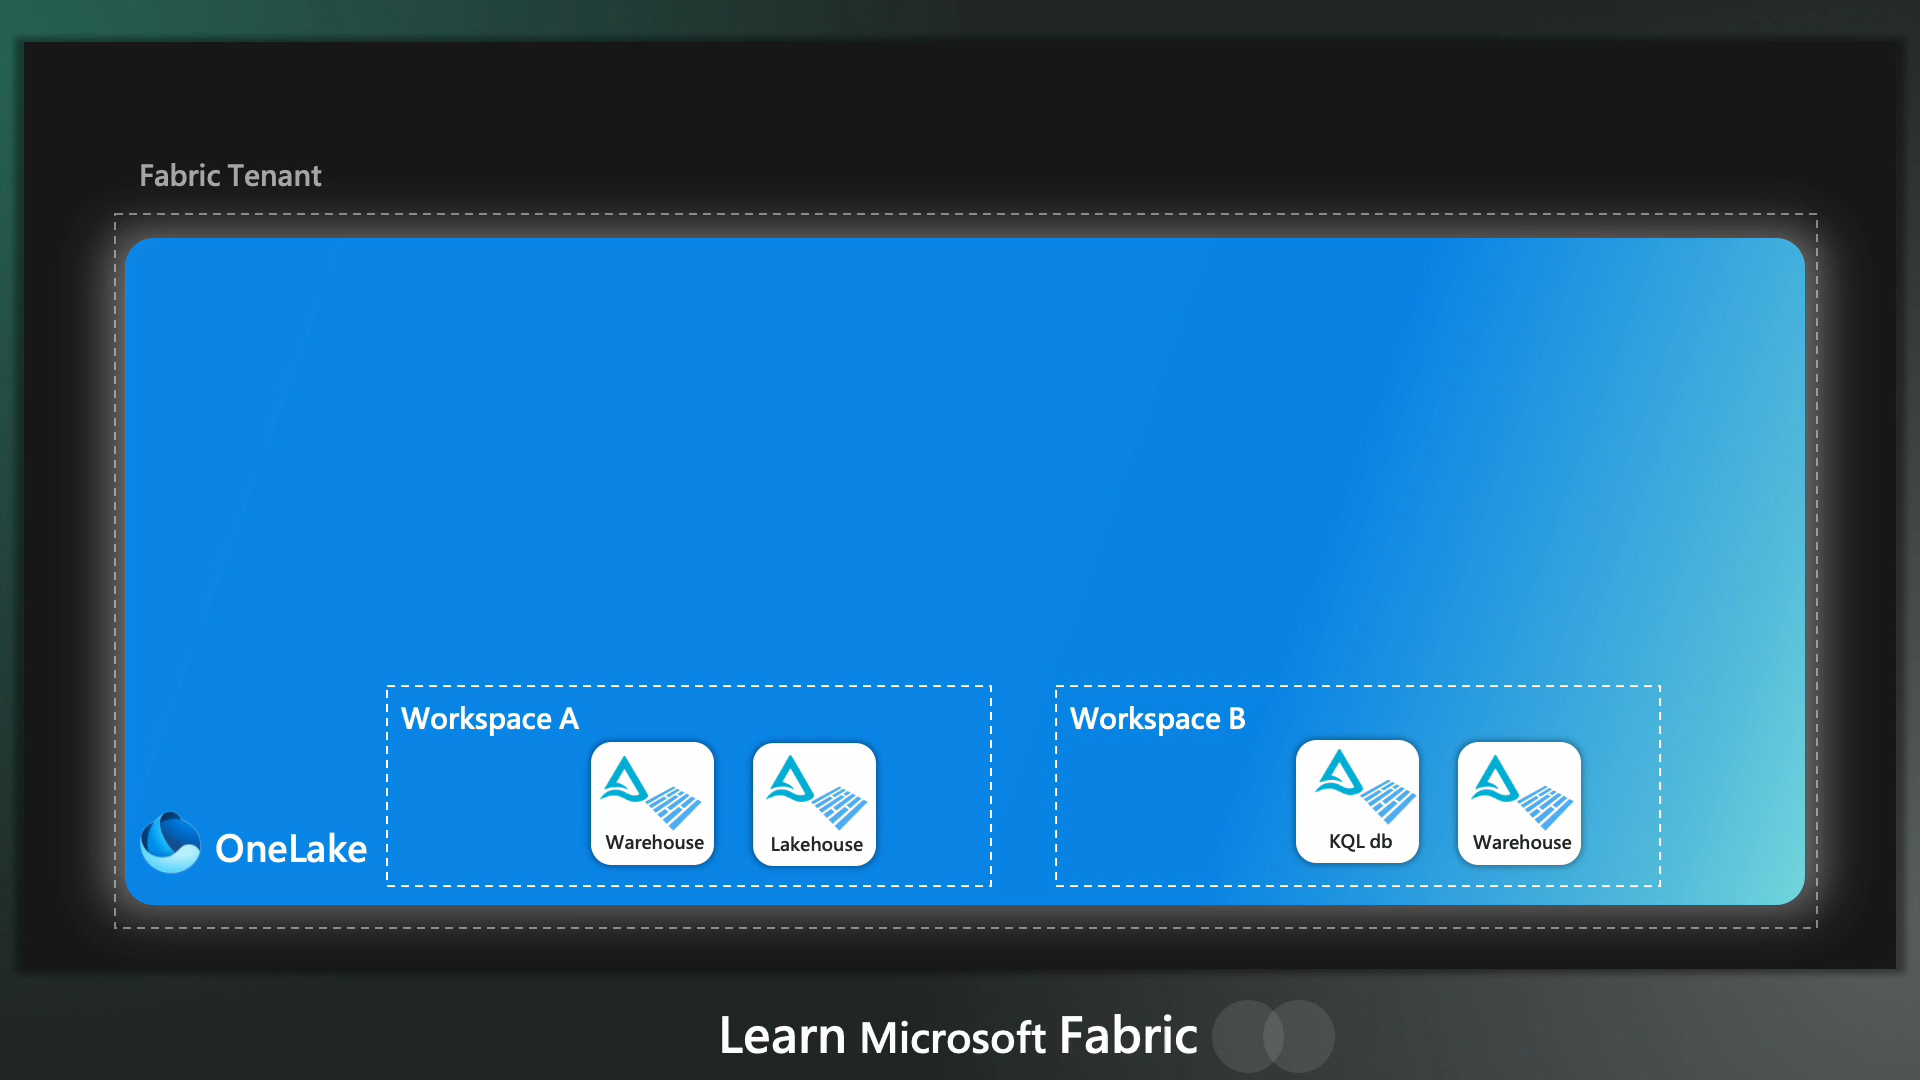 Fabric Tenant
Workspace A
Warehouse
Lakehouse
Workspace B
KQL db
Warehouse
OneLake
Learn Microsoft Fabric